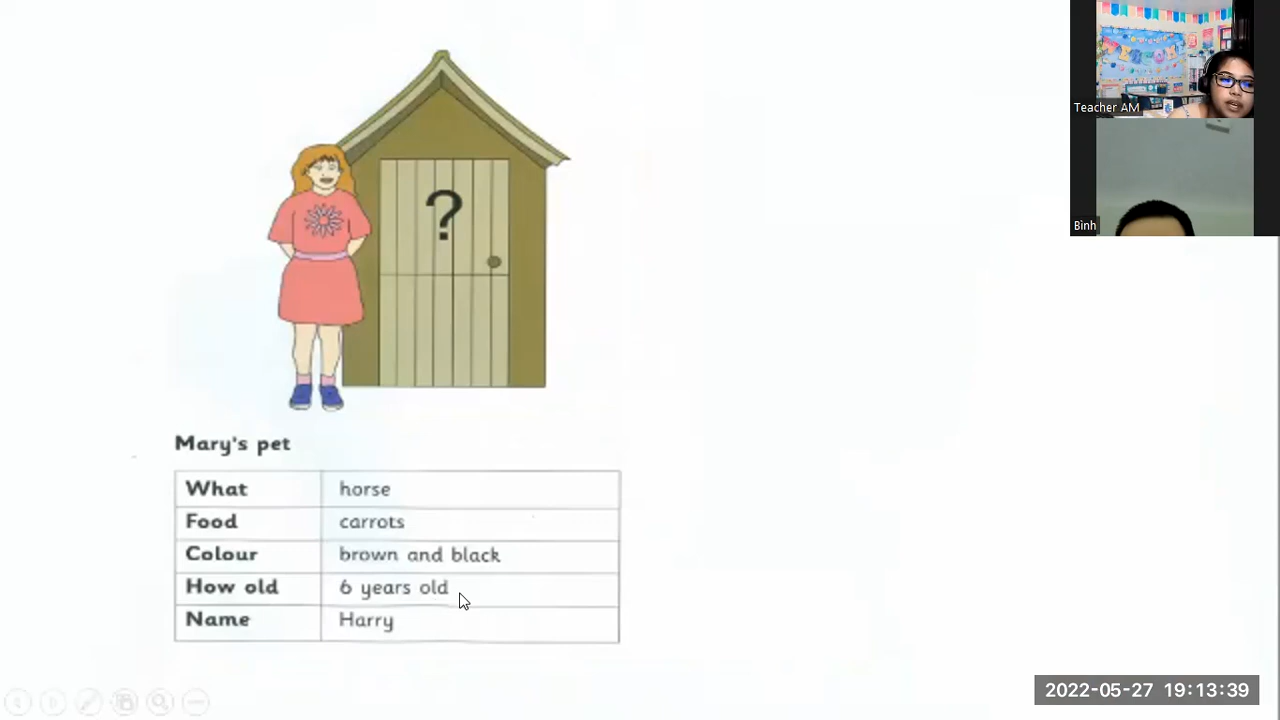 ?
Mary's pet
What horse
Food carrots
Colour brown and black
How old 6 years old
Name Harry
Teacher AM
Bình
2022-05-27 19:13:39